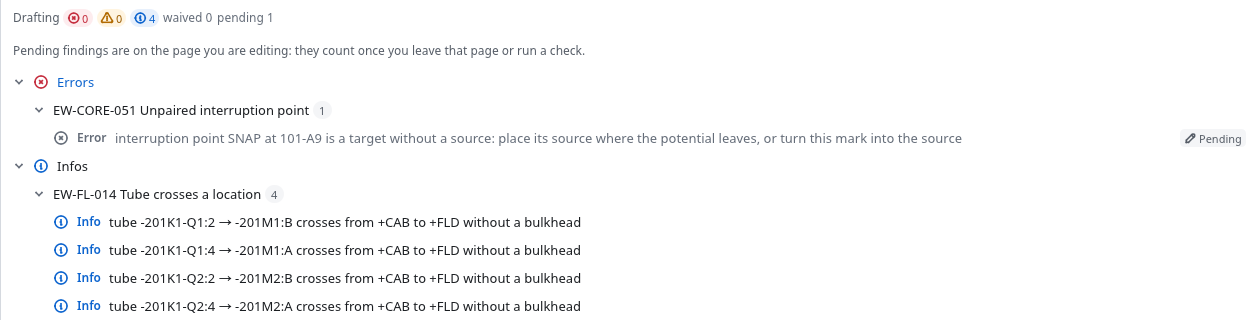 Drafting 0 0 4 waived 0 pending 1
Pending findings are on the page you are editing: they count once you leave that page or run a check.
Errors
EW-CORE-051 Unpaired interruption point 1
Error interruption point SNAP at 101-A9 is a target without a source: place its source where the potential leaves, or turn this mark into the source Pending
Infos
EW-FL-014 Tube crosses a location 4
Info tube -201K1-Q1:2 → -201M1:B crosses from +CAB to +FLD without a bulkhead
Info tube -201K1-Q1:4 → -201M1:A crosses from +CAB to +FLD without a bulkhead
Info tube -201K1-Q2:2 → -201M2:B crosses from +CAB to +FLD without a bulkhead
Info tube -201K1-Q2:4 → -201M2:A crosses from +CAB to +FLD without a bulkhead